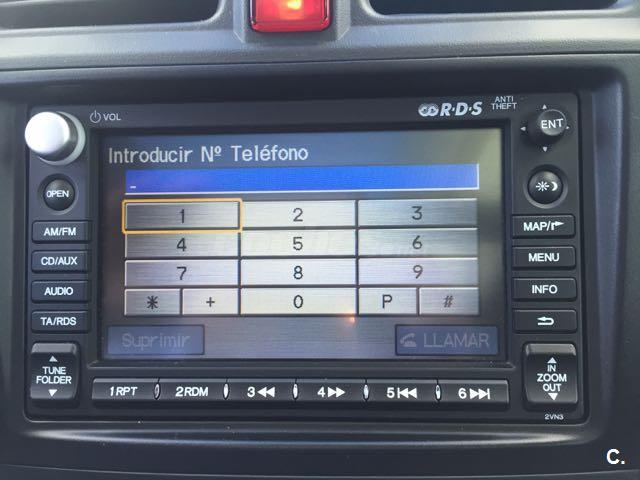 VOL
R·D·S
ANTI THEFT
ENT
Introducir Nº Teléfono
OPEN
1 2 3
AM/FM
MAP/
4 5 6
CD/AUX
MENU
7 8 9
AUDIO
INFO
* + 0 P #
TA/RDS
Suprimir
LLAMAR
TUNE FOLDER
1RPT
2RDM
3
4
5
6
IN ZOOM OUT
2VN3
C.